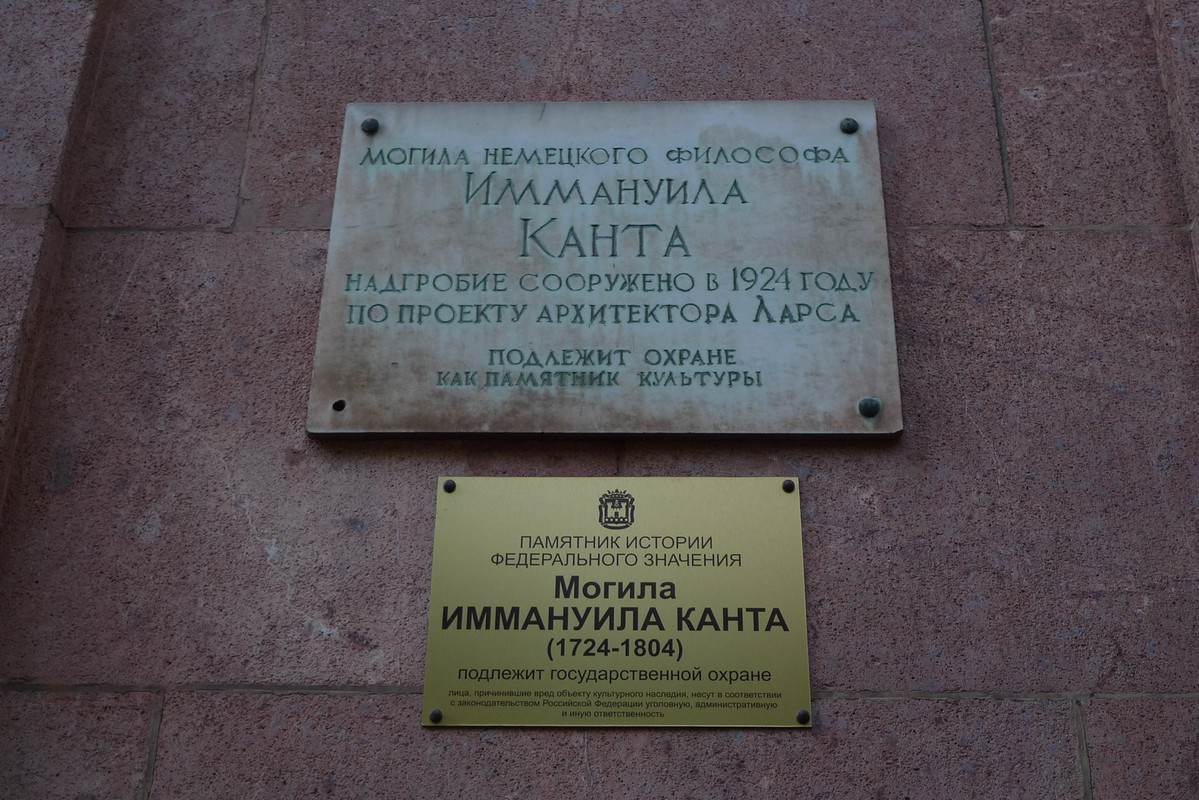 МОГИЛА НЕМЕЦКОГО ФИЛОСОФА
ИММАНУИЛА
КАНТА
НАДГРОБИЕ СООРУЖЕНО В 1924 ГОДУ
ПО ПРОЕКТУ АРХИТЕКТОРА ЛАРСА
ПОДЛЕЖИТ ОХРАНЕ
КАК ПАМЯТНИК КУЛЬТУРЫ
ПАМЯТНИК ИСТОРИИ
ФЕДЕРАЛЬНОГО ЗНАЧЕНИЯ
Могила
ИММАНУИЛА КАНТА
(1724-1804)
подлежит государственной охране
лица, причинившие вред объекту культурного наследия, несут в соответствии
с законодательством Российской Федерации уголовную, административную
и иную ответственность